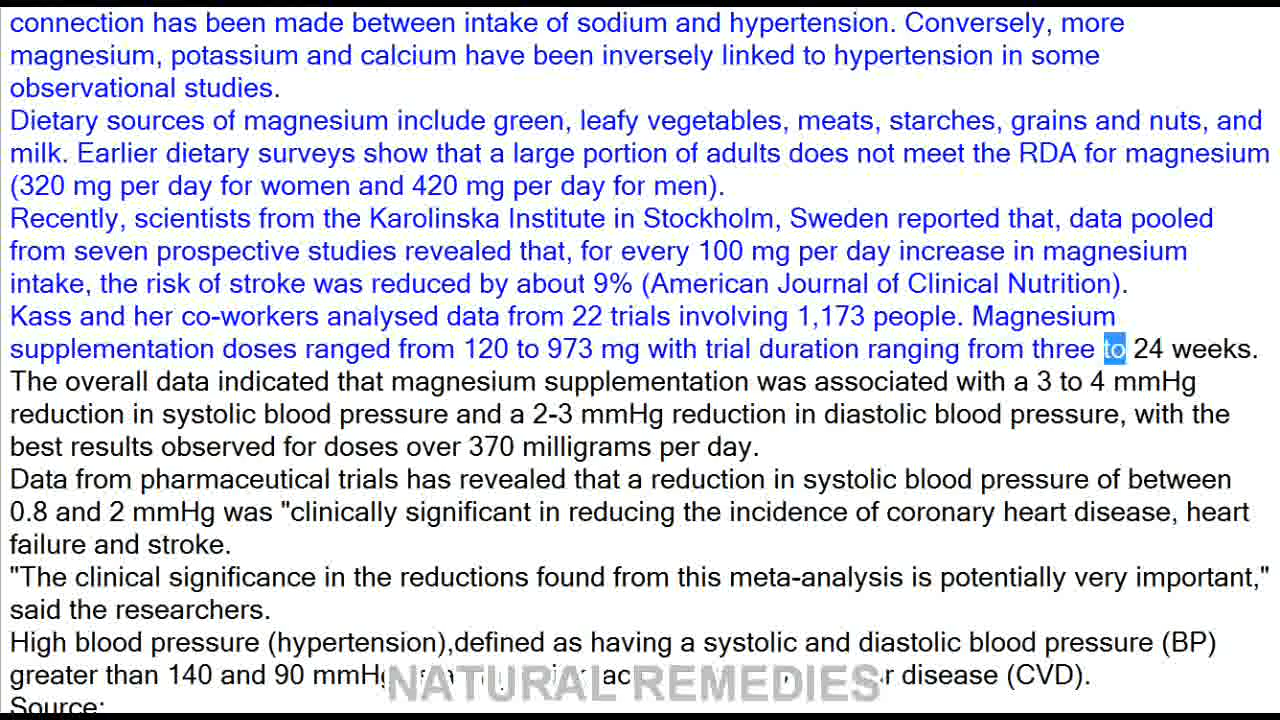 connection has been made between intake of sodium and hypertension. Conversely, more
magnesium, potassium and calcium have been inversely linked to hypertension in some
observational studies.
Dietary sources of magnesium include green, leafy vegetables, meats, starches, grains and nuts, and
milk. Earlier dietary surveys show that a large portion of adults does not meet the RDA for magnesium
(320 mg per day for women and 420 mg per day for men).
Recently, scientists from the Karolinska Institute in Stockholm, Sweden reported that, data pooled
from seven prospective studies revealed that, for every 100 mg per day increase in magnesium
intake, the risk of stroke was reduced by about 9% (American Journal of Clinical Nutrition).
Kass and her co-workers analysed data from 22 trials involving 1,173 people. Magnesium
supplementation doses ranged from 120 to 973 mg with trial duration ranging from three to 24 weeks.
The overall data indicated that magnesium supplementation was associated with a 3 to 4 mmHg
reduction in systolic blood pressure and a 2-3 mmHg reduction in diastolic blood pressure, with the
best results observed for doses over 370 milligrams per day.
Data from pharmaceutical trials has revealed that a reduction in systolic blood pressure of between
0.8 and 2 mmHg was "clinically significant in reducing the incidence of coronary heart disease, heart
failure and stroke.
"The clinical significance in the reductions found from this meta-analysis is potentially very important,"
said the researchers.
High blood pressure (hypertension),defined as having a systolic and diastolic blood pressure (BP)
greater than 140 and 90 mmHg disease (CVD).
NATURAL REMEDIES
Source: